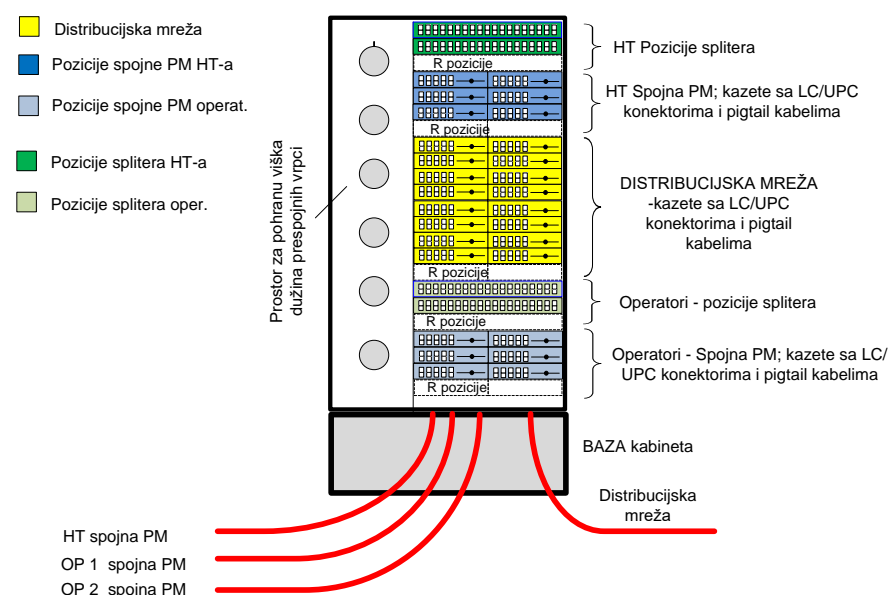 Distribucijska mreža
Pozicije spojne PM HT-a
Pozicije spojne PM operat.
Pozicije splitera HT-a
Pozicije splitera oper.
Prostor za pohranu viška
dužina prespojnih vrpci
R pozicije
R pozicije
R pozicije
R pozicije
R pozicije
HT Pozicije splitera
HT Spojna PM; kazete sa LC/UPC
konektorima i pigtail kabelima
DISTRIBUCIJSKA MREŽA
-kazete sa LC/UPC
konektorima i pigtail
kabelima
Operatori - pozicije splitera
Operatori - Spojna PM; kazete sa LC/
UPC konektorima i pigtail kabelima
BAZA kabineta
Distribucijska
mreža
HT spojna PM
OP 1 spojna PM
OP 2 spojna PM